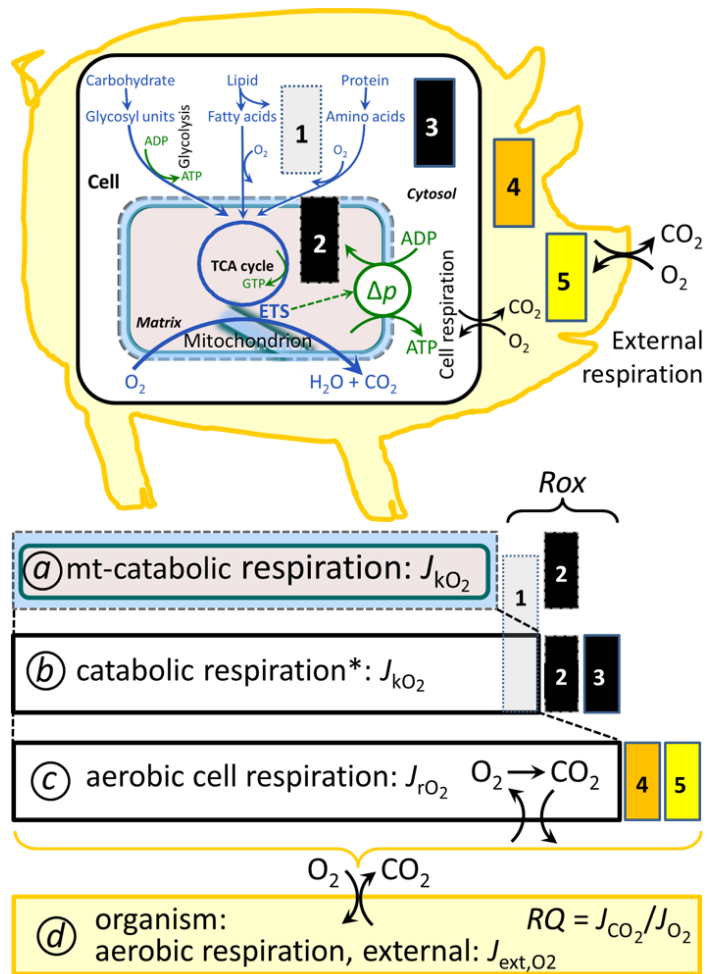 Carbohydrate
Lipid
Protein
Glycosyl units
Fatty acids
Amino acids
1
3
ADP
ATP
Glycolysis
O₂
O₂
4
Cell
Cytosol
2
ADP
TCA cycle
GTP
Δp
ETS
Matrix
Mitochondrion
ATP
O₂
H₂O + CO₂
Cell respiration
CO₂
O₂
5
CO₂
O₂
External
respiration
Rox
a mt-catabolic respiration: JkO₂
1
2
b catabolic respiration*: JkO₂
2
3
c aerobic cell respiration: JrO₂
O₂ → CO₂
4
5
O₂ CO₂
d organism:
aerobic respiration, external: Jext,O2
RQ = JCO₂/JO₂